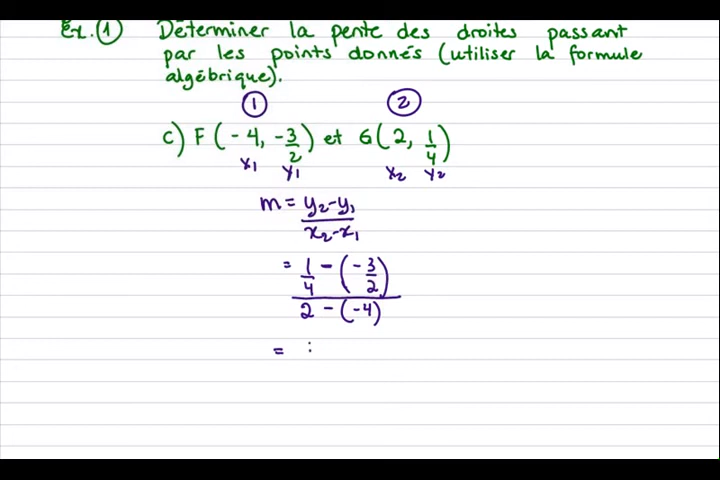 Ex. ① Déterminer la pente des droites passant
par les points donnés (utiliser la formule
algébrique).
① ②
c) F(-4, -3/2) et G(2, 1/4)
x₁ y₁ x₂ y₂
m = y₂-y₁ / x₂-x₁
= 1/4 - (-3/2) / 2 - (-4)
=